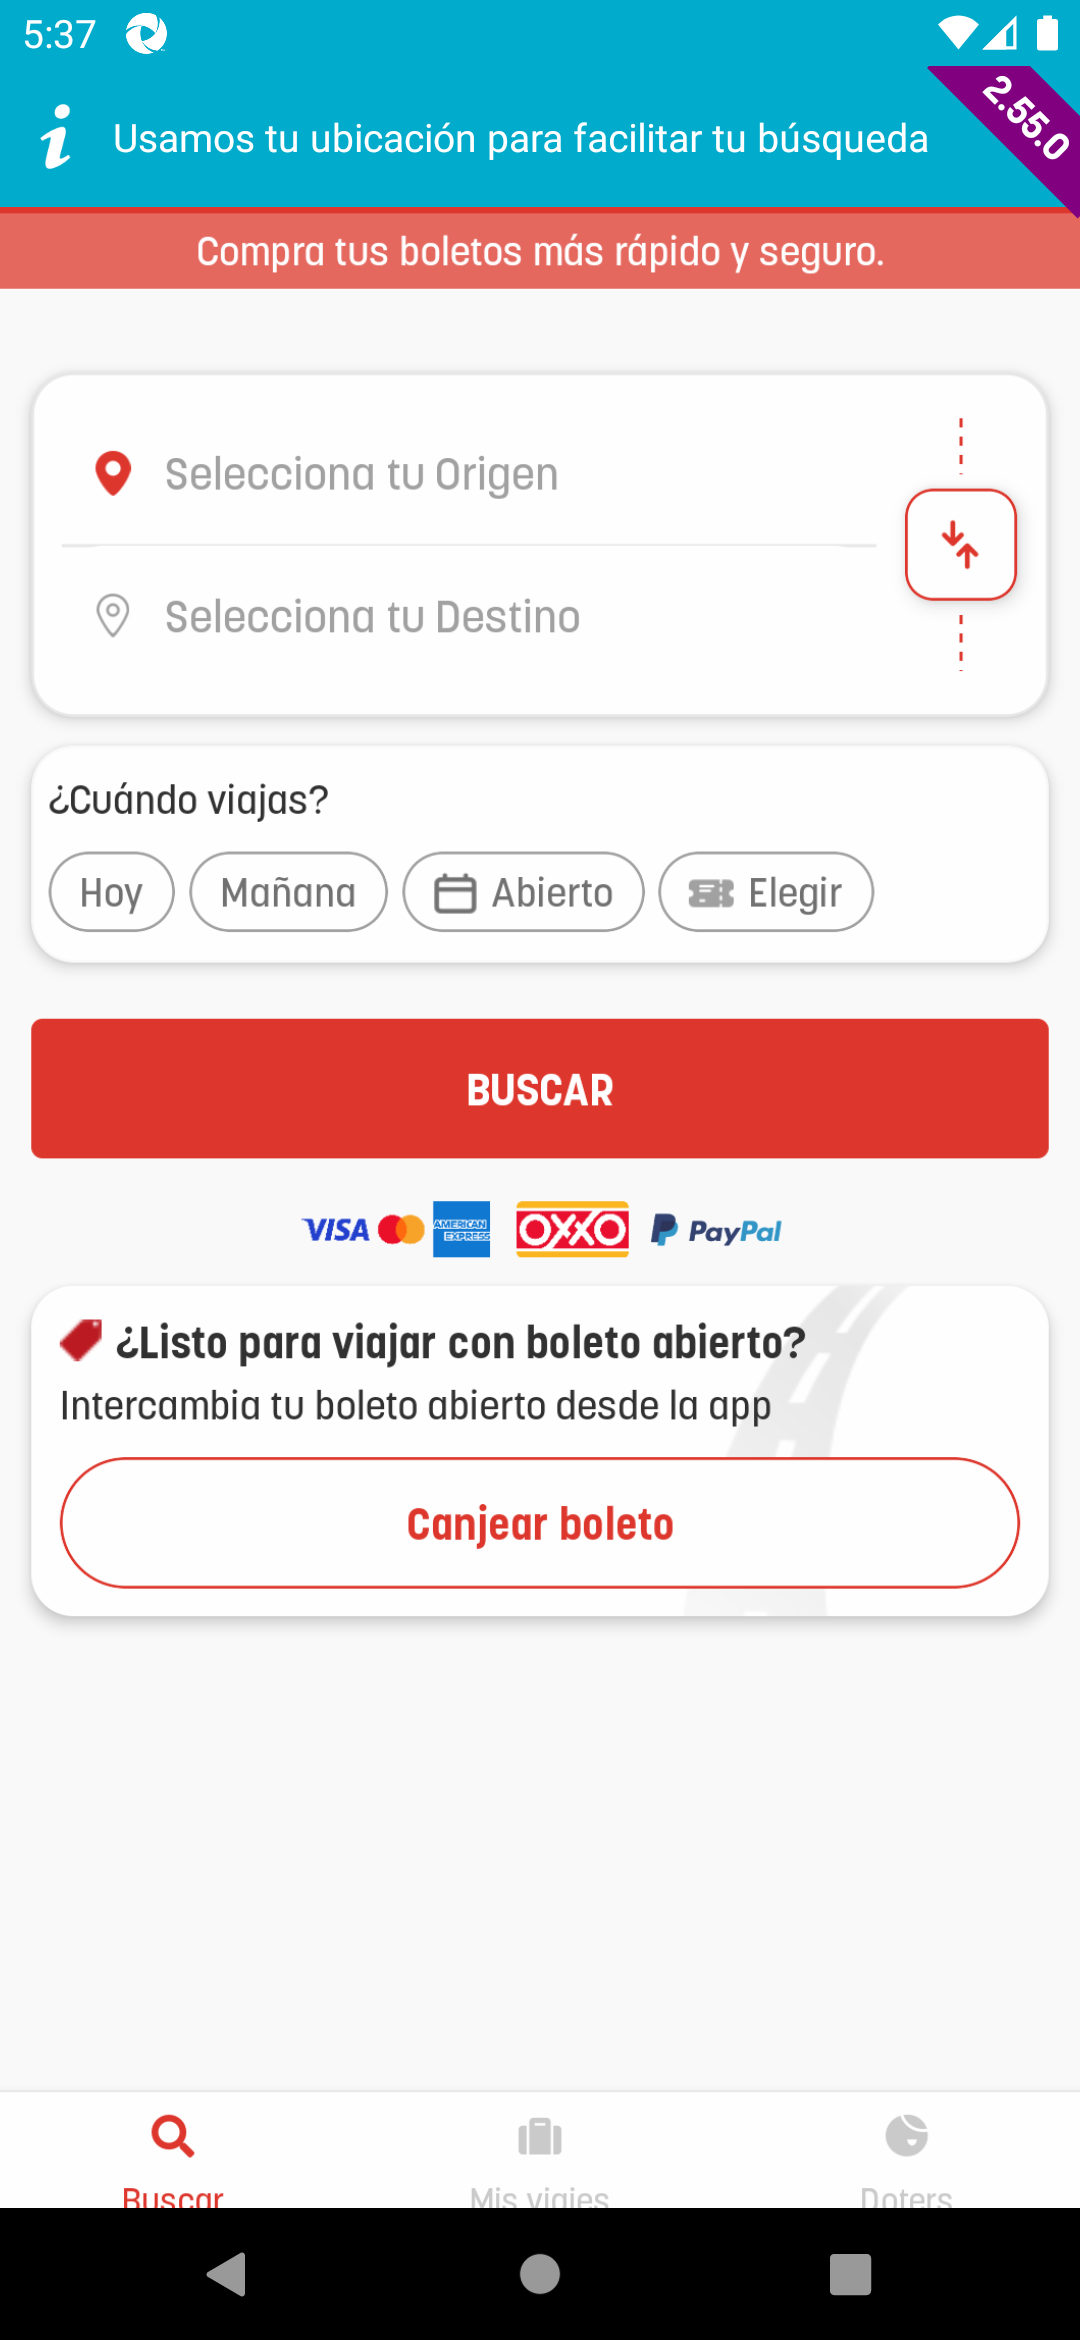 5:37
Usamos tu ubicación para facilitar tu búsqueda
2.55.0
Compra tus boletos más rápido y seguro.
Selecciona tu Origen
Selecciona tu Destino
¿Cuándo viajas?
Hoy
Mañana
Abierto
Elegir
BUSCAR
VISA
AMERICAN EXPRESS
OXXO
PayPal
¿Listo para viajar con boleto abierto?
Intercambia tu boleto abierto desde la app
Canjear boleto
Buscar
Mis viajes
Doters